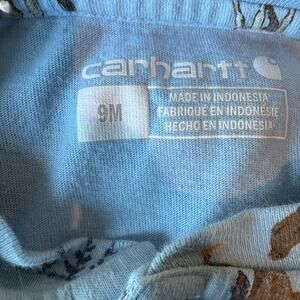 carhartt
9M
MADE IN INDONESIA
FABRIQUÉ EN INDONÉSIE
HECHO EN INDONESIA